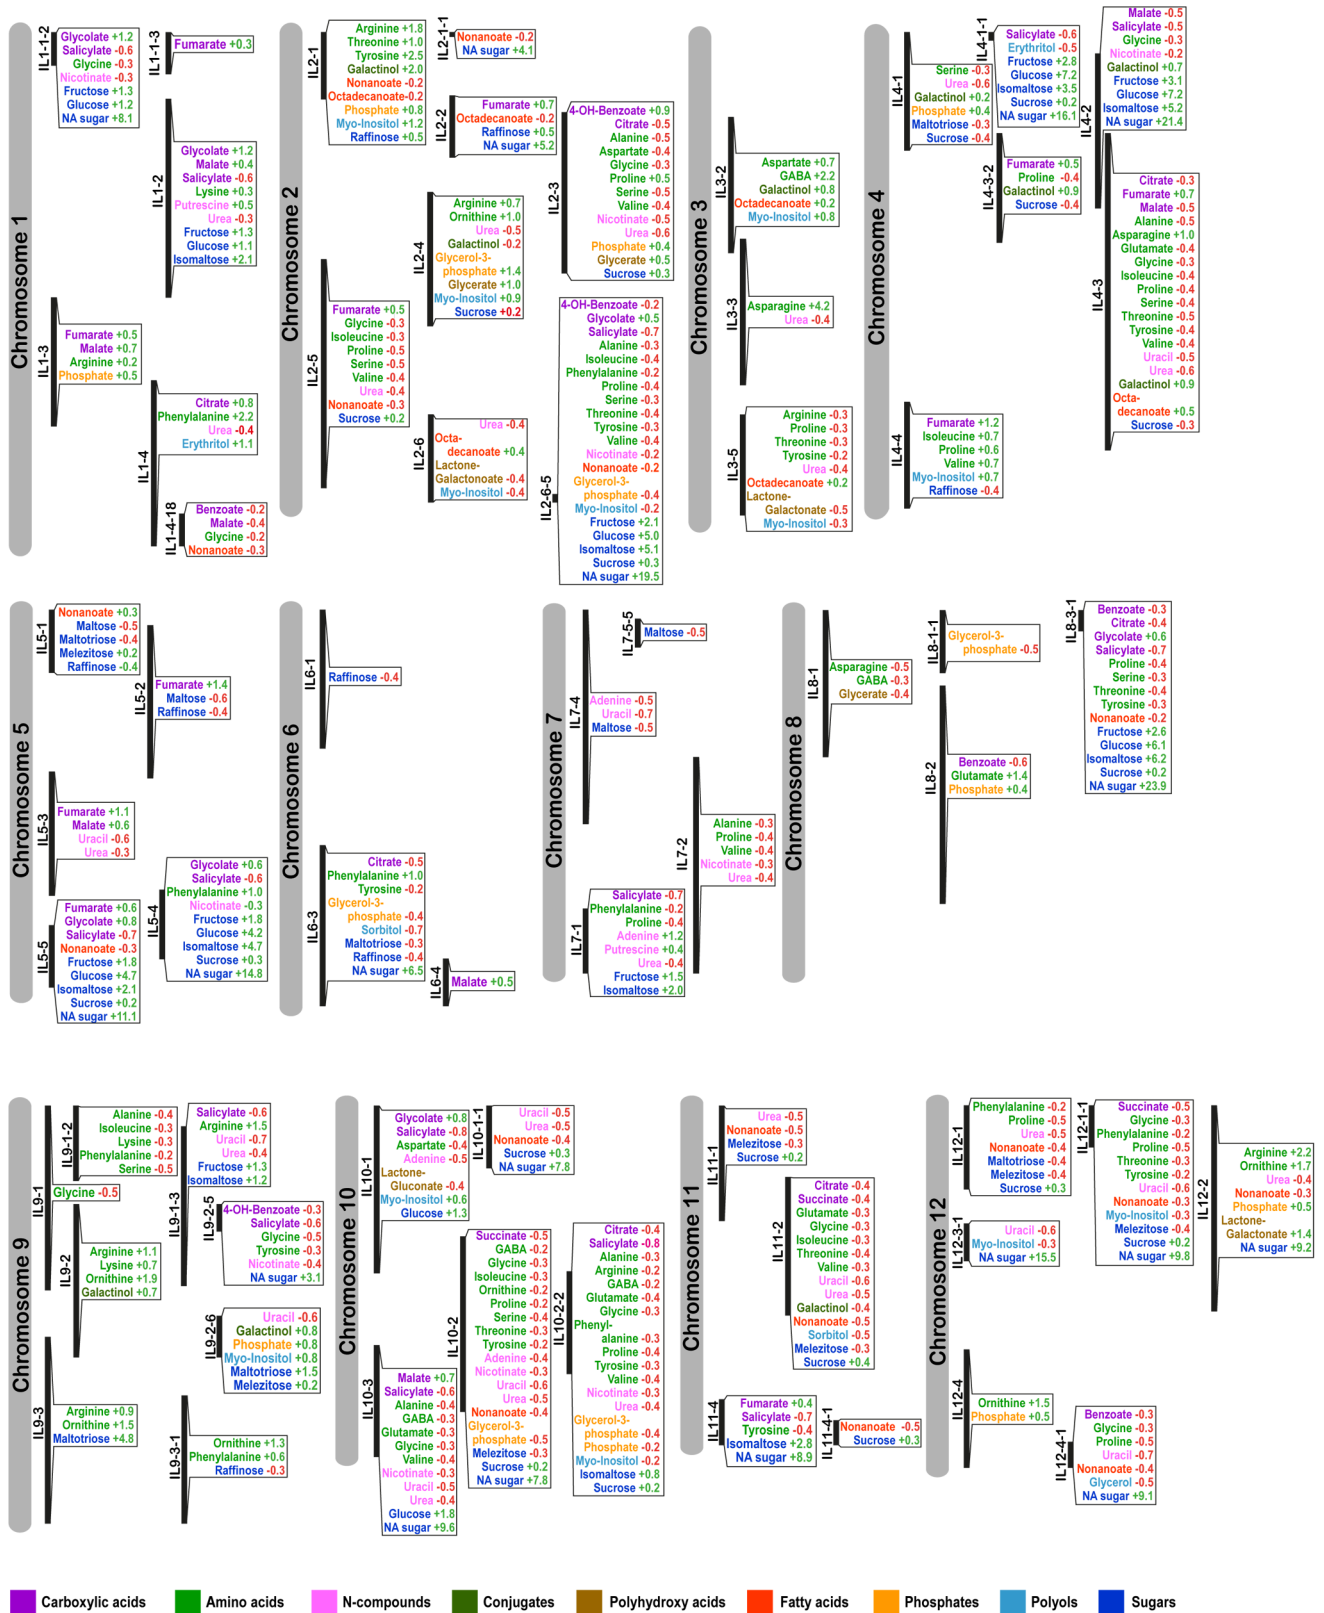 Chromosome 1
IL1-1-2
Glycolate +1.2
Salicylate -0.6
Glycine -0.3
Nicotinate -0.3
Fructose +1.3
Glucose +1.2
NA sugar +8.1
IL1-1-3
Fumarate +0.3
IL1-2
Glycolate +1.2
Malate +0.4
Salicylate -0.6
Lysine +0.3
Putrescine +0.5
Urea -0.3
Fructose +1.3
Glucose +1.1
Isomaltose +2.1
IL1-3
Fumarate +0.5
Malate +0.7
Arginine +0.2
Phosphate +0.5
IL1-4
Citrate +0.8
Phenylalanine +2.2
Urea -0.4
Erythritol +1.1
IL1-4-18
Benzoate -0.2
Malate -0.4
Glycine -0.2
Nonanoate -0.3
Chromosome 2
IL2-1
Arginine +1.8
Threonine +1.0
Tyrosine +2.5
Galactinol +2.0
Nonanoate -0.2
Octadecanoate-0.2
Phosphate +0.8
Myo-Inositol +1.2
Raffinose +0.5
IL2-1-1
Nonanoate -0.2
NA sugar +4.1
IL2-2
Fumarate +0.7
Octadecanoate -0.2
Raffinose +0.5
NA sugar +5.2
IL2-3
4-OH-Benzoate +0.9
Citrate -0.5
Alanine -0.5
Aspartate -0.4
Glycine -0.3
Proline +0.5
Serine -0.5
Valine -0.4
Nicotinate -0.5
Urea -0.6
Phosphate +0.4
Glycerate +0.5
Sucrose +0.3
IL2-4
Arginine +0.7
Ornithine +1.0
Urea -0.5
Galactinol -0.2
Glycerol-3-
phosphate +1.4
Glycerate +1.0
Myo-Inositol +0.9
Sucrose +0.2
IL2-5
Fumarate +0.5
Glycine -0.3
Isoleucine -0.3
Proline -0.5
Serine -0.5
Valine -0.4
Urea -0.4
Nonanoate -0.3
Sucrose +0.2
IL2-6
Urea -0.4
Octa-
decanoate +0.4
Lactone-
Galactonoate -0.4
Myo-Inositol -0.4
IL2-6-5
4-OH-Benzoate -0.2
Glycolate +0.5
Salicylate -0.7
Alanine -0.3
Isoleucine -0.4
Phenylalanine -0.2
Proline -0.4
Serine -0.3
Threonine -0.4
Tyrosine -0.3
Valine -0.4
Nicotinate -0.2
Nonanoate -0.2
Glycerol-3-
phosphate -0.4
Myo-Inositol -0.2
Fructose +2.1
Glucose +5.0
Isomaltose +5.1
Sucrose +0.3
NA sugar +19.5
Chromosome 3
IL3-2
Aspartate +0.7
GABA +2.2
Galactinol +0.8
Octadecanoate +0.2
Myo-Inositol +0.8
IL3-3
Asparagine +4.2
Urea -0.4
IL3-5
Arginine -0.3
Proline -0.3
Threonine -0.3
Tyrosine -0.2
Urea -0.4
Octadecanoate +0.2
Lactone-
Galactonate -0.5
Myo-Inositol -0.3
Chromosome 4
IL4-1
Serine -0.3
Urea -0.6
Galactinol +0.2
Phosphate +0.4
Maltotriose -0.3
Sucrose -0.4
IL4-1-1
Salicylate -0.6
Erythritol -0.5
Fructose +2.8
Glucose +7.2
Isomaltose +3.5
Sucrose +0.2
NA sugar +16.1
IL4-2
Malate -0.5
Salicylate -0.5
Glycine -0.3
Nicotinate -0.2
Galactinol +0.7
Fructose +3.1
Glucose +7.2
Isomaltose +5.2
NA sugar +21.4
IL4-3-2
Fumarate +0.5
Proline -0.4
Galactinol +0.9
Sucrose -0.4
IL4-3
Citrate -0.3
Fumarate +0.7
Malate -0.5
Alanine -0.5
Asparagine +1.0
Glutamate -0.4
Glycine -0.3
Isoleucine -0.4
Proline -0.4
Serine -0.4
Threonine -0.5
Tyrosine -0.4
Valine -0.4
Uracil -0.5
Urea -0.6
Galactinol +0.9
Octa-
decanoate +0.5
Sucrose -0.3
IL4-4
Fumarate +1.2
Isoleucine +0.7
Proline +0.6
Valine +0.7
Myo-Inositol +0.7
Raffinose -0.4
Chromosome 5
IL5-1
Nonanoate +0.3
Maltose -0.5
Maltotriose -0.4
Melezitose +0.2
Raffinose -0.4
IL5-2
Fumarate +1.4
Maltose -0.6
Raffinose -0.4
IL5-3
Fumarate +1.1
Malate +0.6
Uracil -0.6
Urea -0.3
IL5-4
Glycolate +0.6
Salicylate -0.6
Phenylalanine +1.0
Nicotinate -0.3
Fructose +1.8
Glucose +4.2
Isomaltose +4.7
Sucrose +0.3
NA sugar +14.8
IL5-5
Fumarate +0.6
Glycolate +0.8
Salicylate -0.7
Nonanoate -0.3
Fructose +1.8
Glucose +4.7
Isomaltose +2.1
Sucrose +0.2
NA sugar +11.1
Chromosome 6
IL6-1
Raffinose -0.4
IL6-3
Citrate -0.5
Phenylalanine +1.0
Tyrosine -0.2
Glycerol-3-
phosphate -0.4
Sorbitol -0.7
Maltotriose -0.3
Raffinose -0.4
NA sugar +6.5
IL6-4
Malate +0.5
Chromosome 7
IL7-5-5
Maltose -0.5
IL7-4
Adenine -0.5
Uracil -0.7
Maltose -0.5
IL7-2
Alanine -0.3
Proline -0.4
Valine -0.4
Nicotinate -0.3
Urea -0.4
IL7-1
Salicylate -0.7
Phenylalanine -0.2
Proline -0.4
Adenine +1.2
Putrescine +0.4
Urea -0.4
Fructose +1.5
Isomaltose +2.0
Chromosome 8
IL8-1
Asparagine -0.5
GABA -0.3
Glycerate -0.4
IL8-1-1
Glycerol-3-
phosphate -0.5
IL8-2
Benzoate -0.6
Glutamate +1.4
Phosphate +0.4
IL8-3-1
Benzoate -0.3
Citrate -0.4
Glycolate +0.6
Salicylate -0.7
Proline -0.4
Serine -0.3
Threonine -0.4
Tyrosine -0.3
Nonanoate -0.2
Fructose +2.6
Glucose +6.1
Isomaltose +6.2
Sucrose +0.2
NA sugar +23.9
Chromosome 9
IL9-1
Glycine -0.5
IL9-1-2
Alanine -0.4
Isoleucine -0.3
Lysine -0.3
Phenylalanine -0.2
Serine -0.5
IL9-1-3
Salicylate -0.6
Arginine +1.5
Uracil -0.7
Urea -0.4
Fructose +1.3
Isomaltose +1.2
IL9-2
Arginine +1.1
Lysine +0.7
Ornithine +1.9
Galactinol +0.7
IL9-2-5
4-OH-Benzoate -0.3
Salicylate -0.6
Glycine -0.5
Tyrosine -0.3
Nicotinate -0.4
NA sugar +3.1
IL9-2-6
Uracil -0.6
Galactinol +0.8
Phosphate +0.8
Myo-Inositol +0.8
Maltotriose +1.5
Melezitose +0.2
IL9-3
Arginine +0.9
Ornithine +1.5
Maltotriose +4.8
IL9-3-1
Ornithine +1.3
Phenylalanine +0.6
Raffinose -0.3
Chromosome 10
IL10-1
Glycolate +0.8
Salicylate -0.8
Aspartate -0.4
Adenine -0.5
Lactone-
Gluconate -0.4
Myo-Inositol +0.6
Glucose +1.3
IL10-1-1
Uracil -0.5
Urea -0.5
Nonanoate -0.4
Sucrose +0.3
NA sugar +7.8
IL10-2
Succinate -0.5
GABA -0.2
Glycine -0.3
Isoleucine -0.3
Ornithine -0.2
Proline -0.2
Serine -0.4
Threonine -0.3
Tyrosine -0.2
Adenine -0.4
Nicotinate -0.3
Uracil -0.6
Urea -0.5
Nonanoate -0.4
Glycerol-3-
phosphate -0.5
Melezitose -0.3
Sucrose +0.2
NA sugar +7.8
IL10-2-2
Citrate -0.4
Salicylate -0.8
Alanine -0.3
Arginine -0.2
GABA -0.2
Glutamate -0.4
Glycine -0.3
Phenyl-
alanine -0.3
Proline -0.4
Tyrosine -0.3
Valine -0.4
Nicotinate -0.3
Urea -0.4
Glycerol-3-
phosphate -0.4
Phosphate -0.2
Myo-Inositol -0.2
Isomaltose +0.8
Sucrose +0.2
IL10-3
Malate +0.7
Salicylate -0.6
Alanine -0.4
GABA -0.3
Glutamate -0.3
Glycine -0.3
Valine -0.4
Nicotinate -0.3
Uracil -0.5
Urea -0.4
Glucose +1.8
NA sugar +9.6
Chromosome 11
IL11-1
Urea -0.5
Nonanoate -0.5
Melezitose -0.3
Sucrose +0.2
IL11-2
Citrate -0.4
Succinate -0.4
Glutamate -0.3
Glycine -0.3
Isoleucine -0.3
Threonine -0.4
Valine -0.3
Uracil -0.6
Urea -0.5
Galactinol -0.4
Nonanoate -0.5
Sorbitol -0.5
Melezitose -0.3
Sucrose +0.4
IL11-4
Fumarate +0.4
Salicylate -0.7
Tyrosine -0.4
Isomaltose +2.8
NA sugar +8.9
IL11-4-1
Nonanoate -0.5
Sucrose +0.3
Chromosome 12
IL12-1
Phenylalanine -0.2
Proline -0.5
Urea -0.5
Nonanoate -0.4
Maltotriose -0.4
Melezitose -0.4
Sucrose +0.3
IL12-1-1
Succinate -0.5
Glycine -0.3
Phenylalanine -0.2
Proline -0.5
Threonine -0.3
Tyrosine -0.2
Uracil -0.6
Nonanoate -0.3
Myo-Inositol -0.3
Melezitose -0.4
Sucrose +0.2
NA sugar +9.8
IL12-2
Arginine +2.2
Ornithine +1.7
Urea -0.4
Nonanoate -0.3
Phosphate +0.5
Lactone-
Galactonate +1.4
NA sugar +9.2
IL12-3-1
Uracil -0.6
Myo-Inositol -0.3
NA sugar +15.5
IL12-4
Ornithine +1.5
Phosphate +0.5
IL12-4-1
Benzoate -0.3
Glycine -0.3
Proline -0.5
Uracil -0.7
Nonanoate -0.4
Glycerol -0.5
NA sugar +9.1
Carboxylic acids
Amino acids
N-compounds
Conjugates
Polyhydroxy acids
Fatty acids
Phosphates
Polyols
Sugars